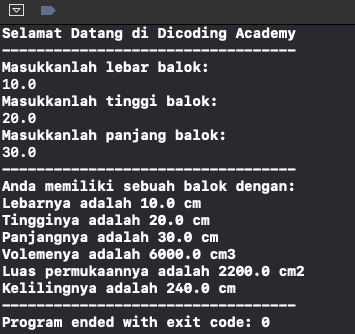 Selamat Datang di Dicoding Academy
----------------------------------
Masukkanlah lebar balok:
10.0
Masukkanlah tinggi balok:
20.0
Masukkanlah panjang balok:
30.0
----------------------------------
Anda memiliki sebuah balok dengan:
Lebarnya adalah 10.0 cm
Tingginya adalah 20.0 cm
Panjangnya adalah 30.0 cm
Volemenya adalah 6000.0 cm3
Luas permukaannya adalah 2200.0 cm2
Kelilingnya adalah 240.0 cm
----------------------------------
Program ended with exit code: 0